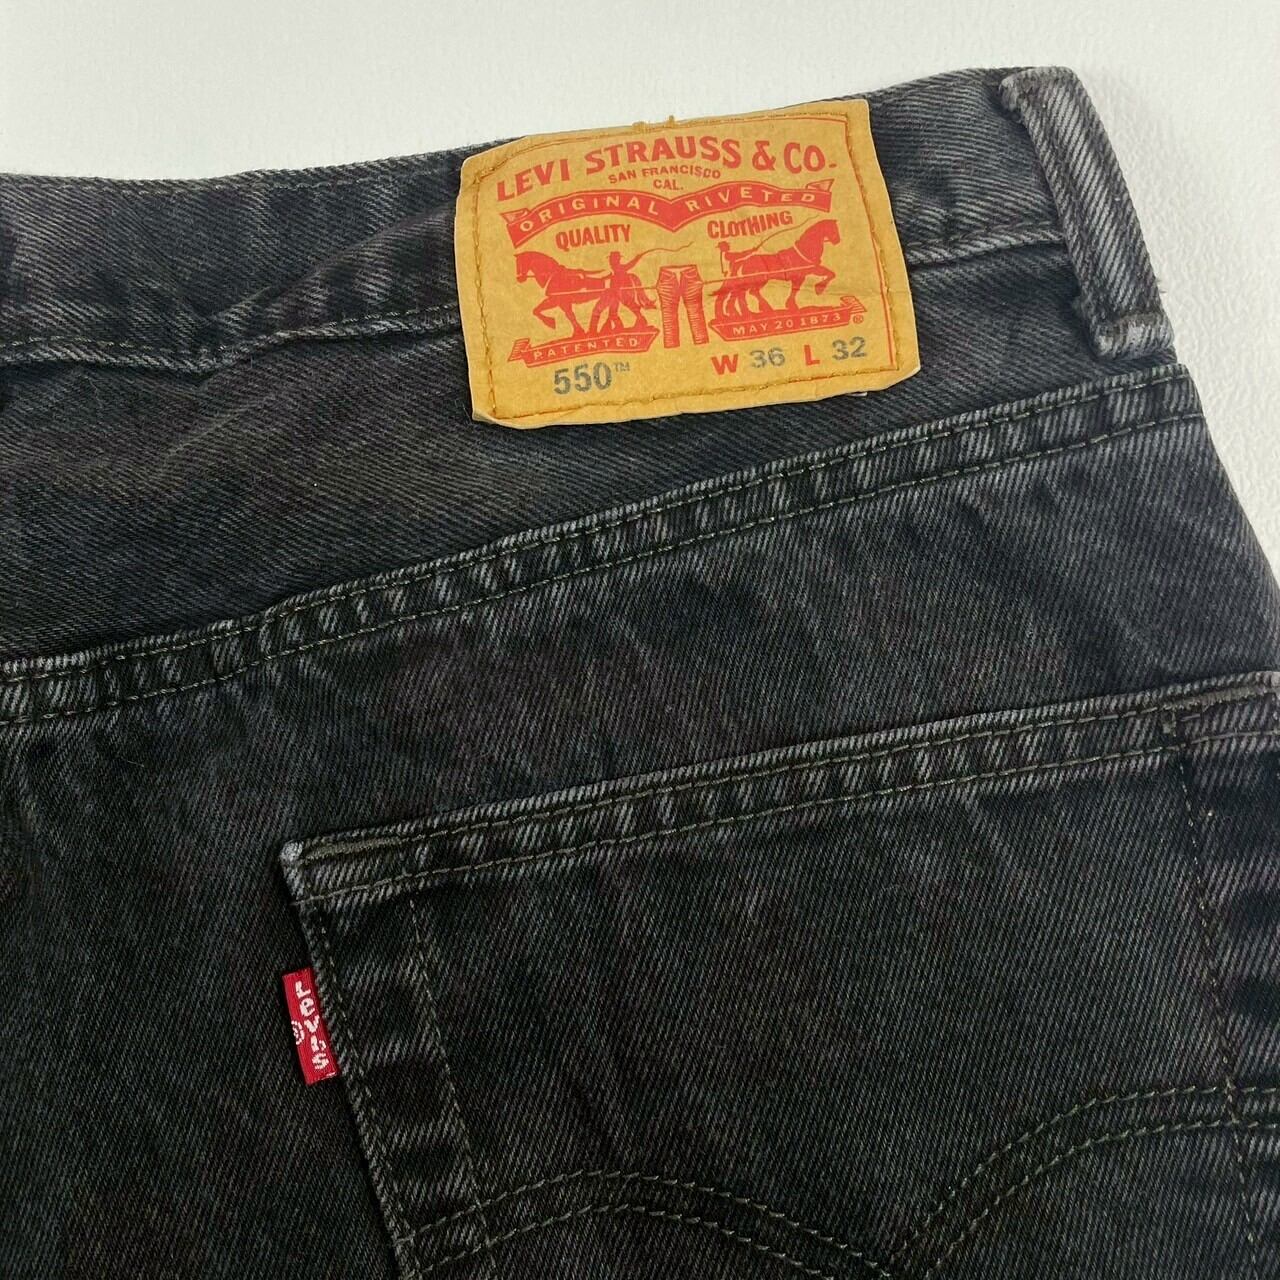 LEVI STRAUSS & CO.
SAN FRANCISCO
CAL.
ORIGINAL RIVETED
QUALITY CLOTHING
PATENTED MAY 20 1873 ®
550™ W 36 L 32
Levi's ®